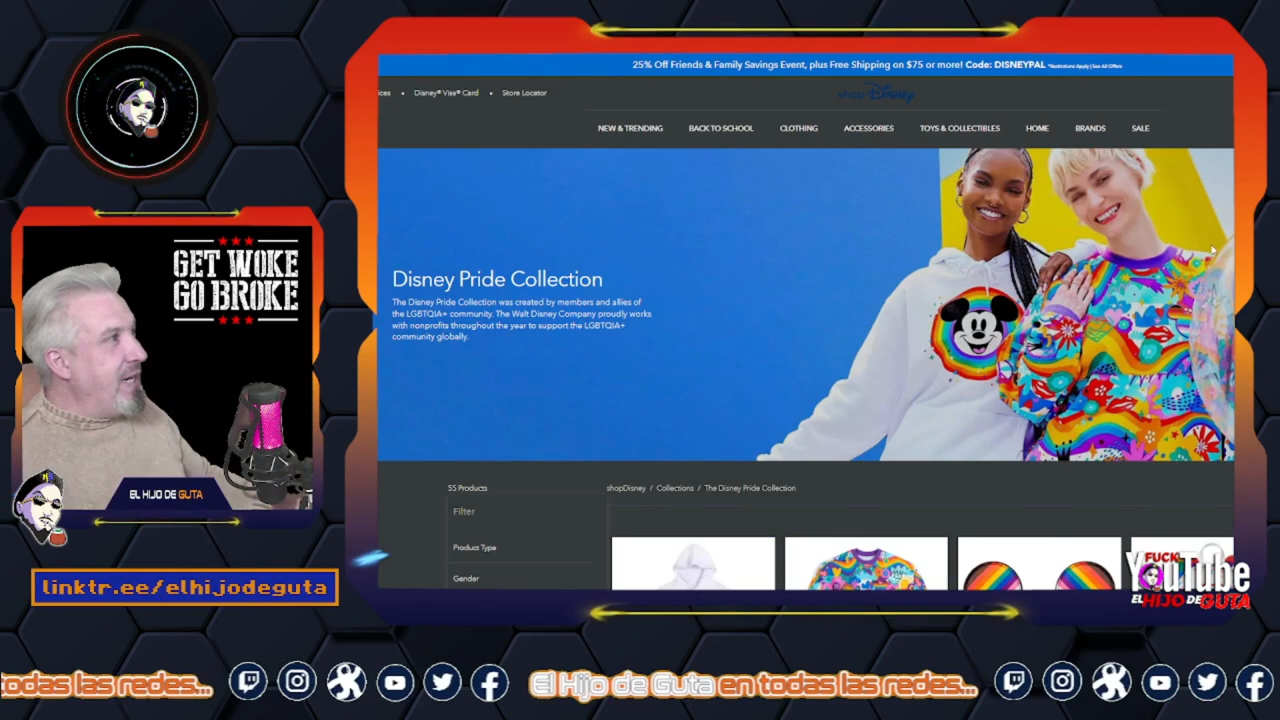 25% Off Friends & Family Savings Event, plus Free Shipping on $75 or more! Code: DISNEYPAL *Restrictions Apply | See All Offers
ices • Disney® Visa® Card • Store Locator
shop Disney
NEW & TRENDING BACK TO SCHOOL CLOTHING ACCESSORIES TOYS & COLLECTIBLES HOME BRANDS SALE
Disney Pride Collection
The Disney Pride Collection was created by members and allies of
the LGBTQIA+ community. The Walt Disney Company proudly works
with nonprofits throughout the year to support the LGBTQIA+
community globally.
55 Products
shopDisney / Collections / The Disney Pride Collection
Filter
Product Type
Gender
GET WOKE
GO BROKE
EL HIJO DE GUTA
linktr.ee/elhijodeguta
FUCK
YouTube
EL HIJO DE GUTA
todas las redes...
El Hijo de Guta en todas las redes...